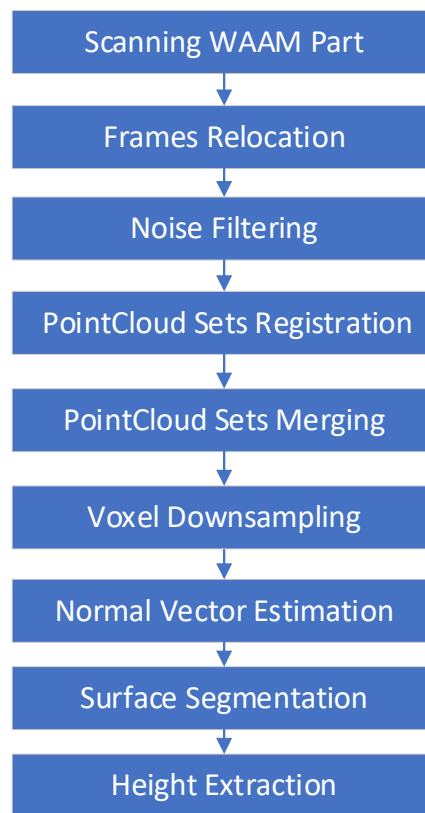 Scanning WAAM Part
Frames Relocation
Noise Filtering
PointCloud Sets Registration
PointCloud Sets Merging
Voxel Downsampling
Normal Vector Estimation
Surface Segmentation
Height Extraction